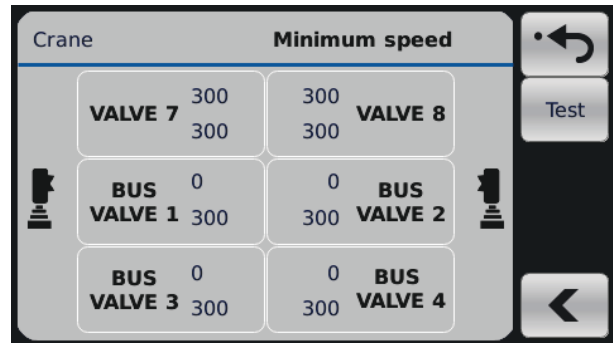 Crane Minimum speed
Test
VALVE 7 300 300
300 300 VALVE 8
BUS VALVE 1 0 300
0 300 BUS VALVE 2
BUS VALVE 3 0 300
0 300 BUS VALVE 4